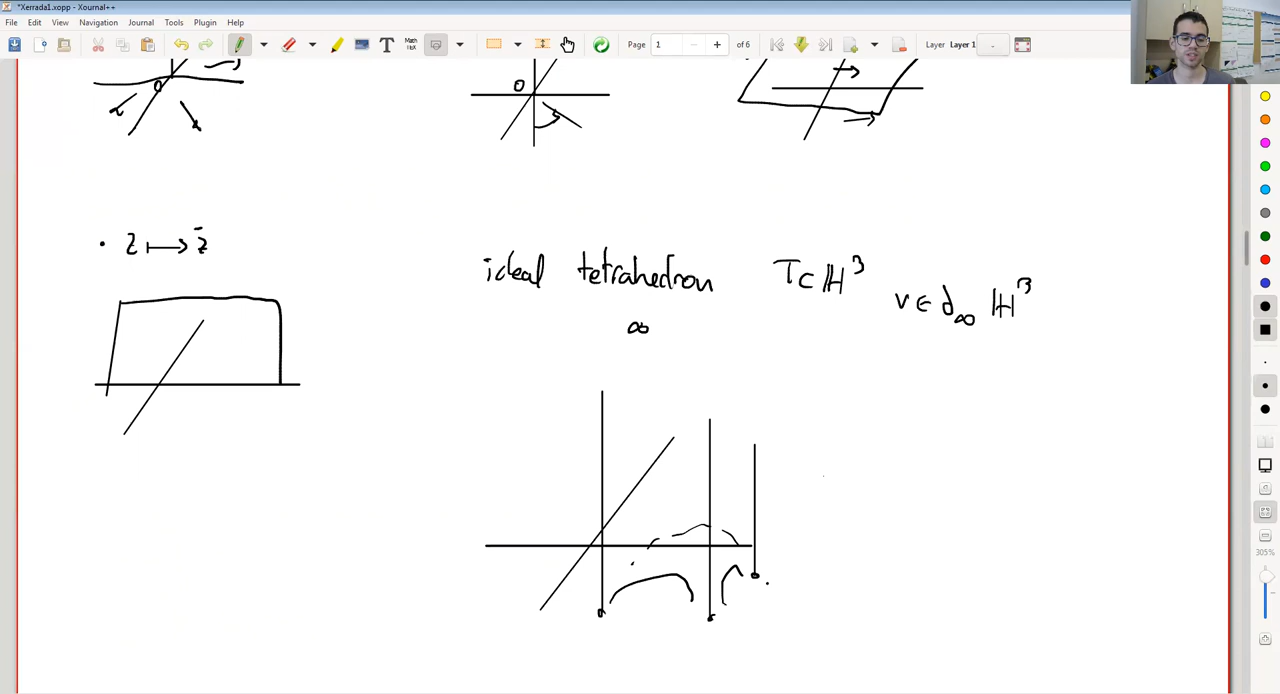 *Xerrada1.xopp - Xournal++
File Edit View Navigation Journal Tools Plugin Help
Page 1 of 6 Layer Layer 1
0 0
• z ⟼ z̄
ideal tetrahedron T ⊂ ℍ³
v ∈ ∂∞ ℍ³
∞
305%